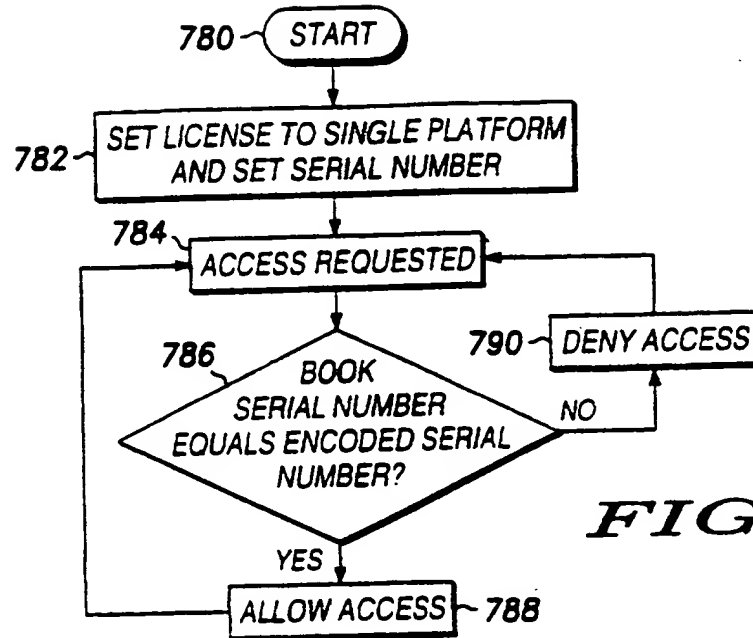 780
START
782
SET LICENSE TO SINGLE PLATFORM
AND SET SERIAL NUMBER
784
ACCESS REQUESTED
786
BOOK
SERIAL NUMBER
EQUALS ENCODED SERIAL
NUMBER?
NO
790
DENY ACCESS
YES
ALLOW ACCESS
788
FIG